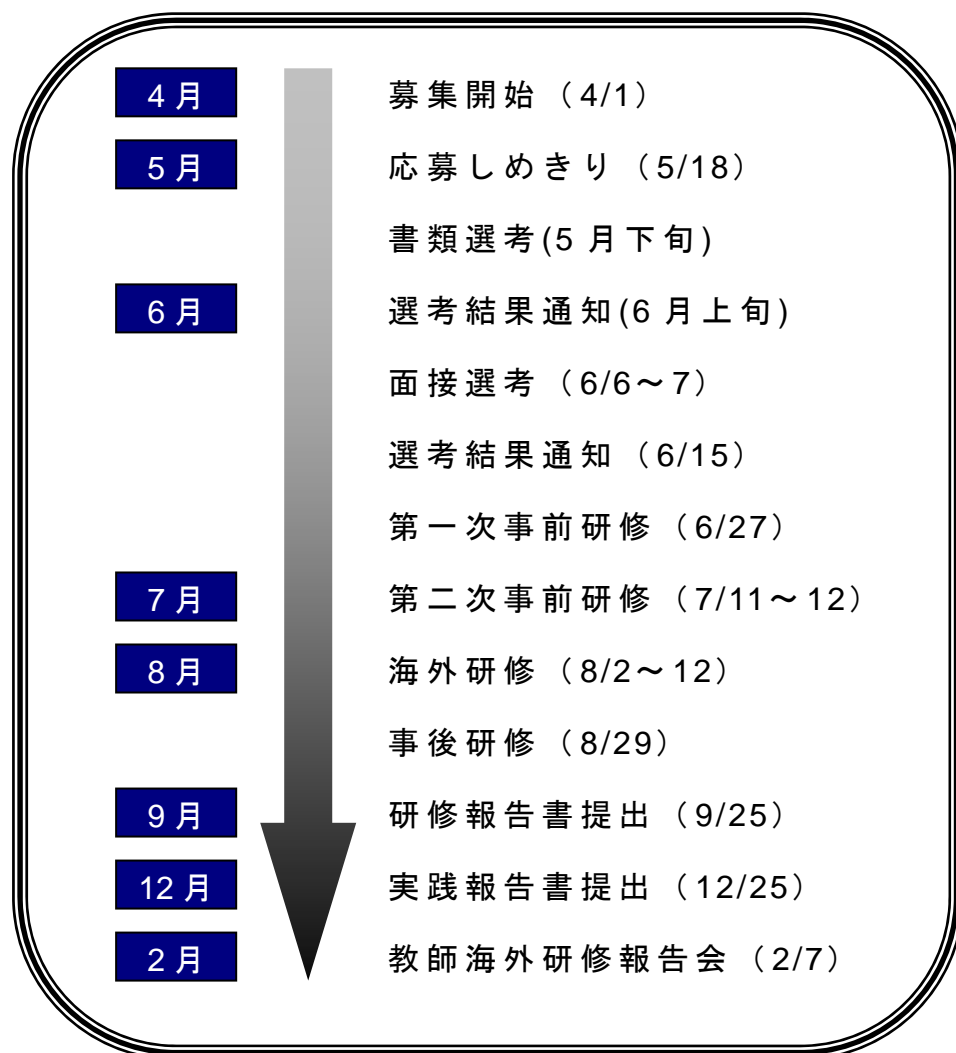 4月 募集開始（4/1）
5月 応募しめきり（5/18）
書類選考(5月下旬)
6月 選考結果通知(6月上旬)
面接選考（6/6～7）
選考結果通知（6/15）
第一次事前研修（6/27）
7月 第二次事前研修（7/11～12）
8月 海外研修（8/2～12）
事後研修（8/29）
9月 研修報告書提出（9/25）
12月 実践報告書提出（12/25）
2月 教師海外研修報告会（2/7）